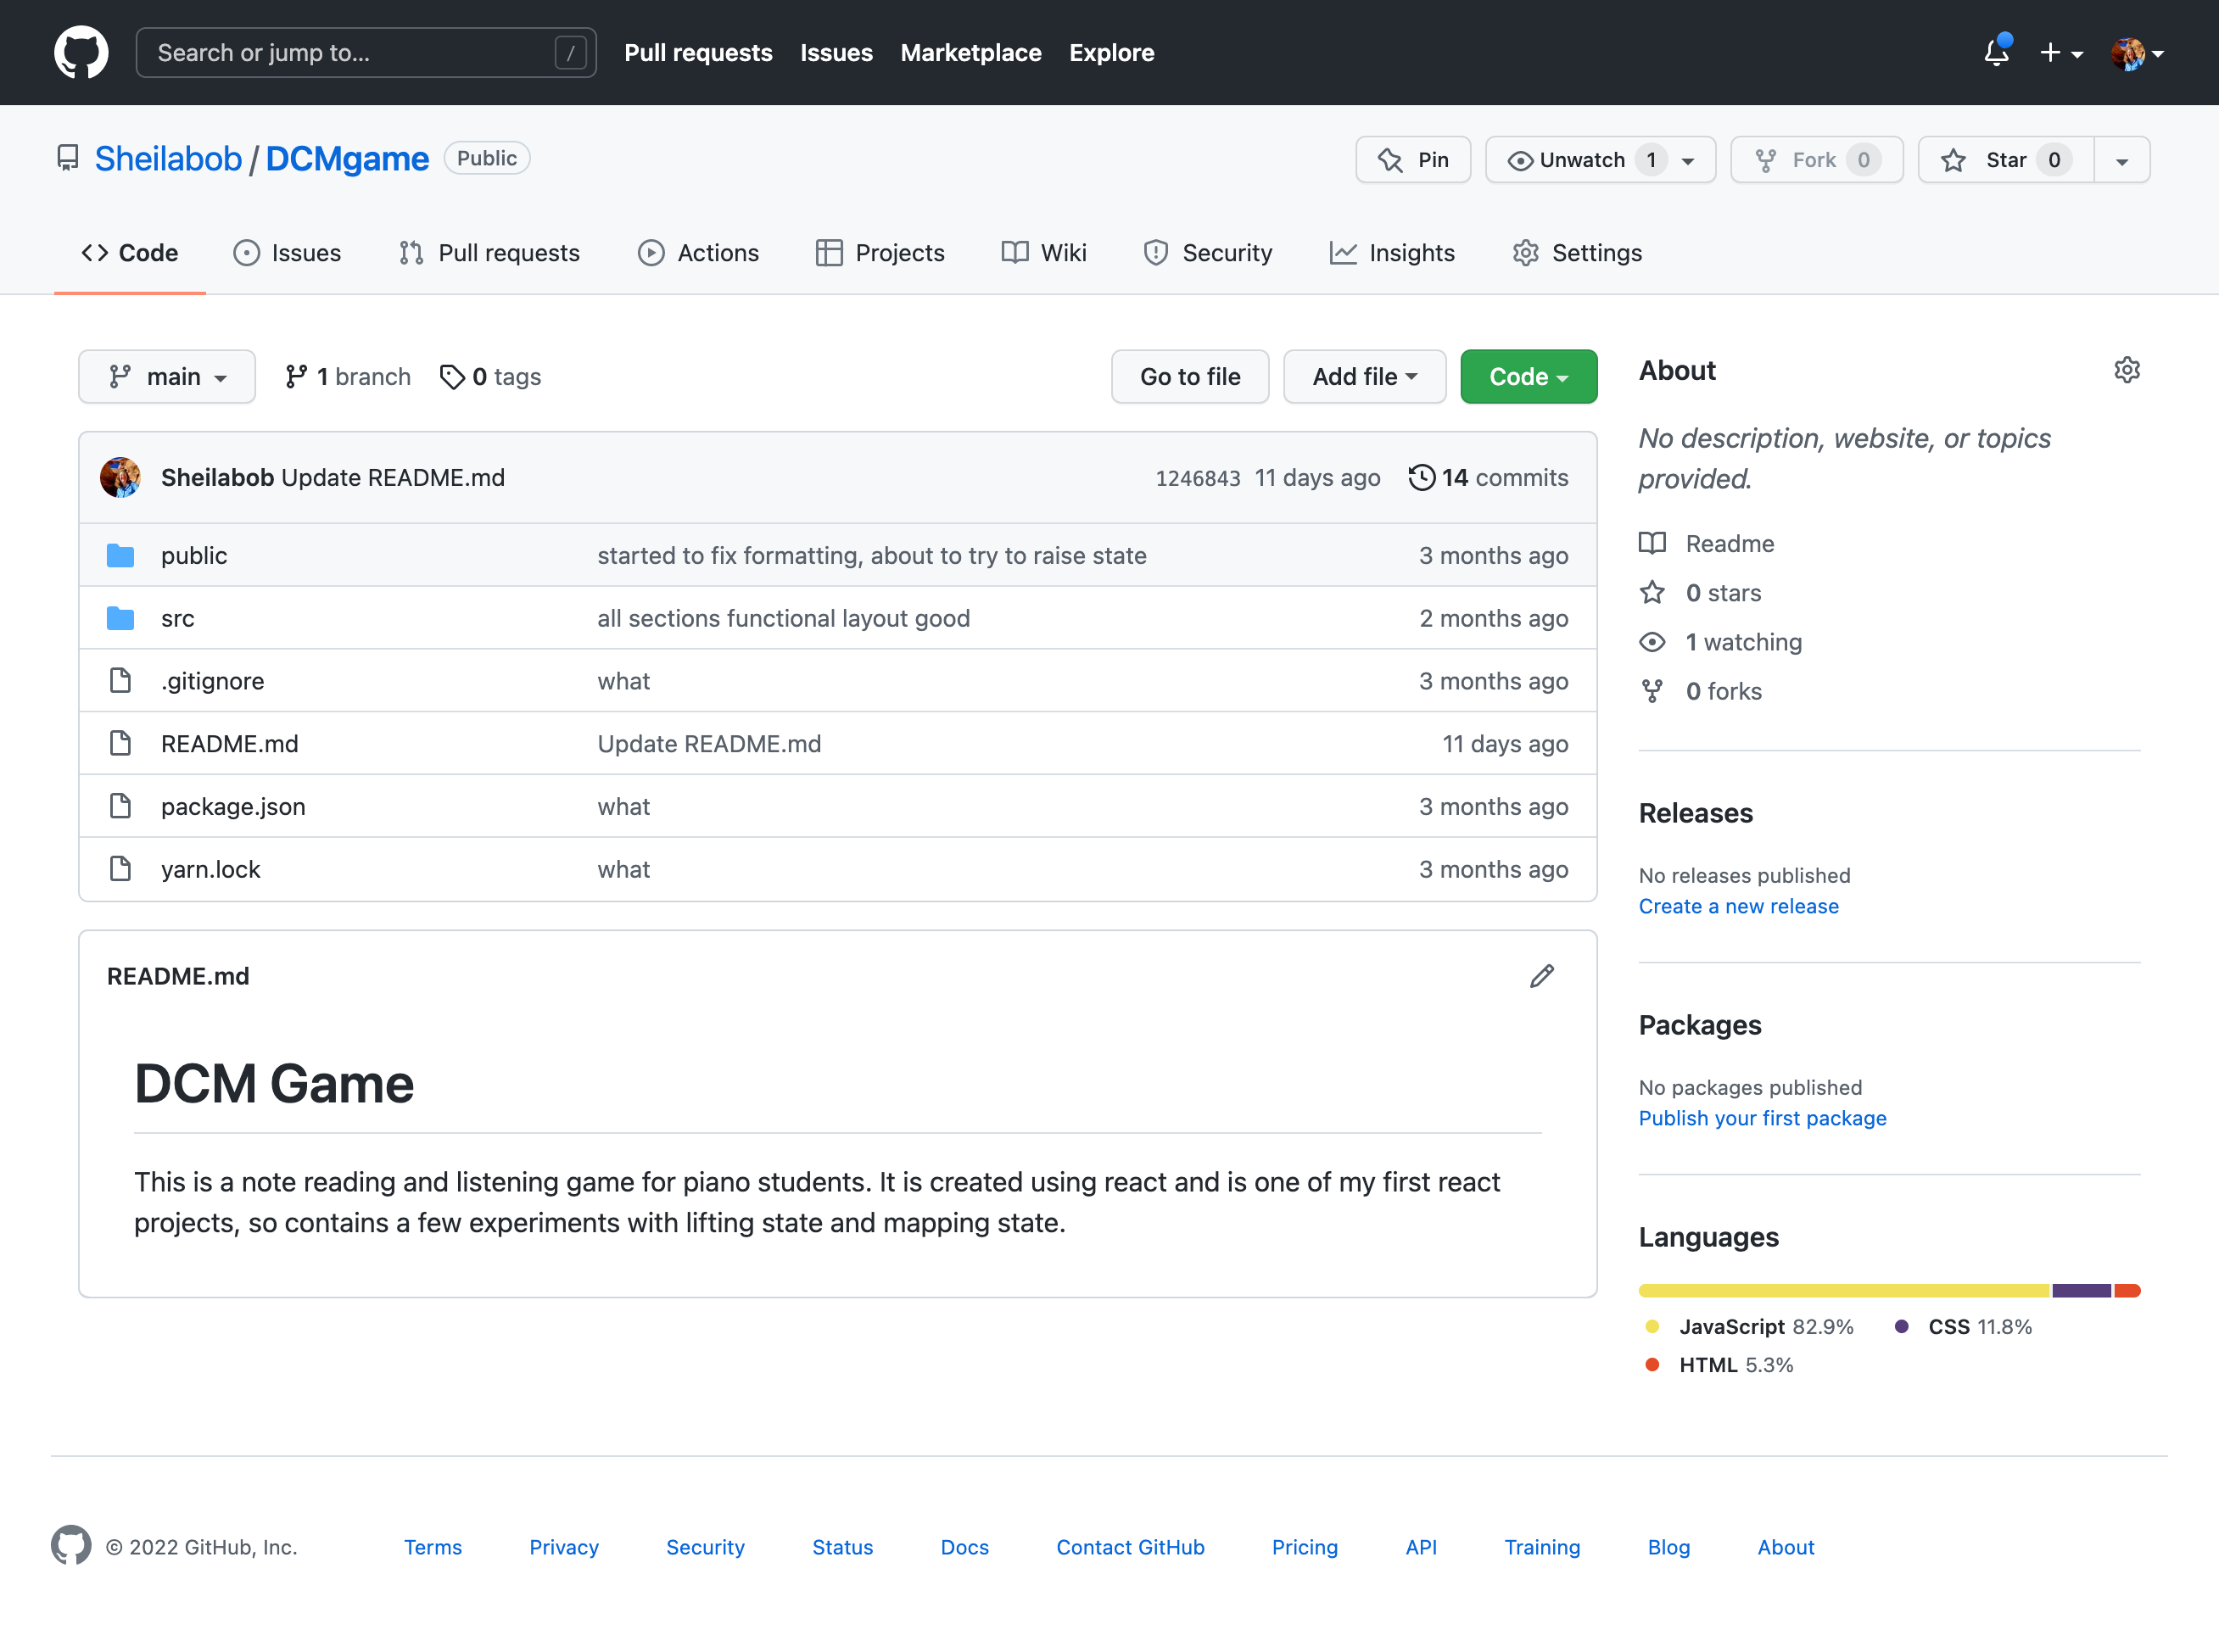 Search or jump to... /
Pull requests Issues Marketplace Explore
Sheilabob / DCMgame Public
Pin Unwatch 1 Fork 0 Star 0
Code Issues Pull requests Actions Projects Wiki Security Insights Settings
main 1 branch 0 tags
Go to file Add file Code
Sheilabob Update README.md 1246843 11 days ago 14 commits
public started to fix formatting, about to try to raise state 3 months ago
src all sections functional layout good 2 months ago
.gitignore what 3 months ago
README.md Update README.md 11 days ago
package.json what 3 months ago
yarn.lock what 3 months ago
README.md
DCM Game
This is a note reading and listening game for piano students. It is created using react and is one of my first react
projects, so contains a few experiments with lifting state and mapping state.
About
No description, website, or topics
provided.
Readme
0 stars
1 watching
0 forks
Releases
No releases published
Create a new release
Packages
No packages published
Publish your first package
Languages
JavaScript 82.9% CSS 11.8%
HTML 5.3%
© 2022 GitHub, Inc. Terms Privacy Security Status Docs Contact GitHub Pricing API Training Blog About